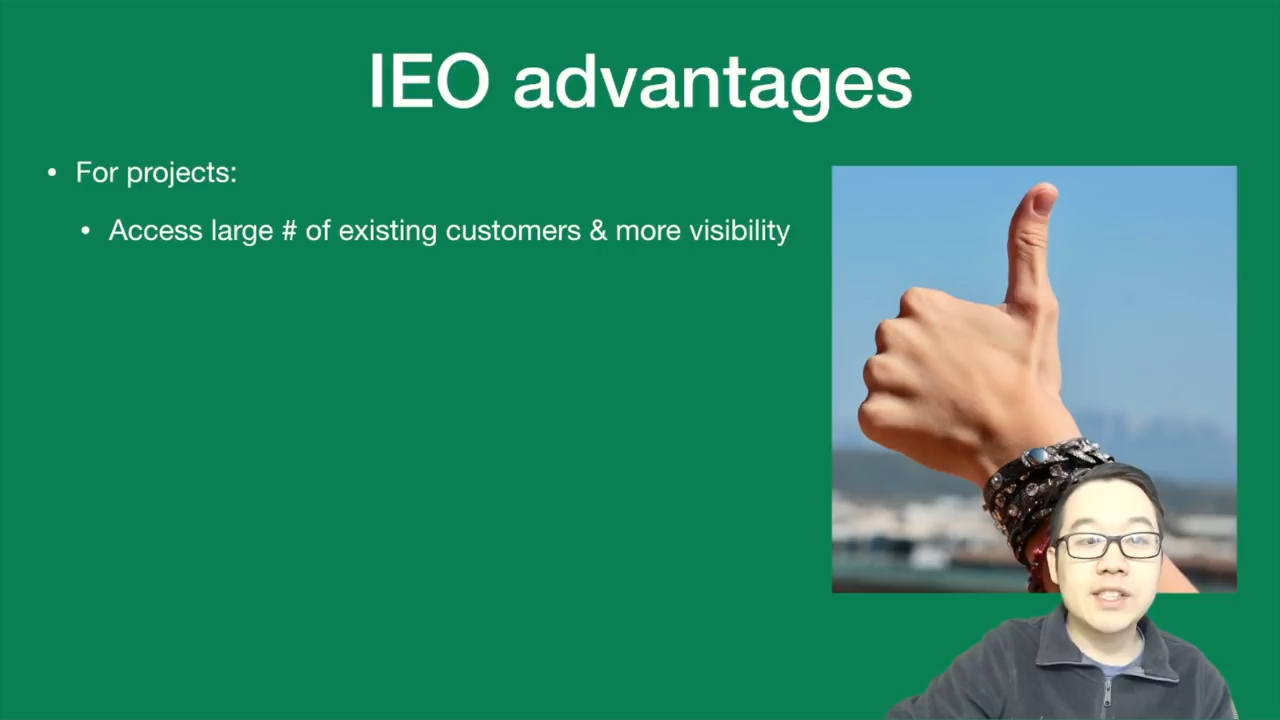 IEO advantages
• For projects:
• Access large # of existing customers & more visibility